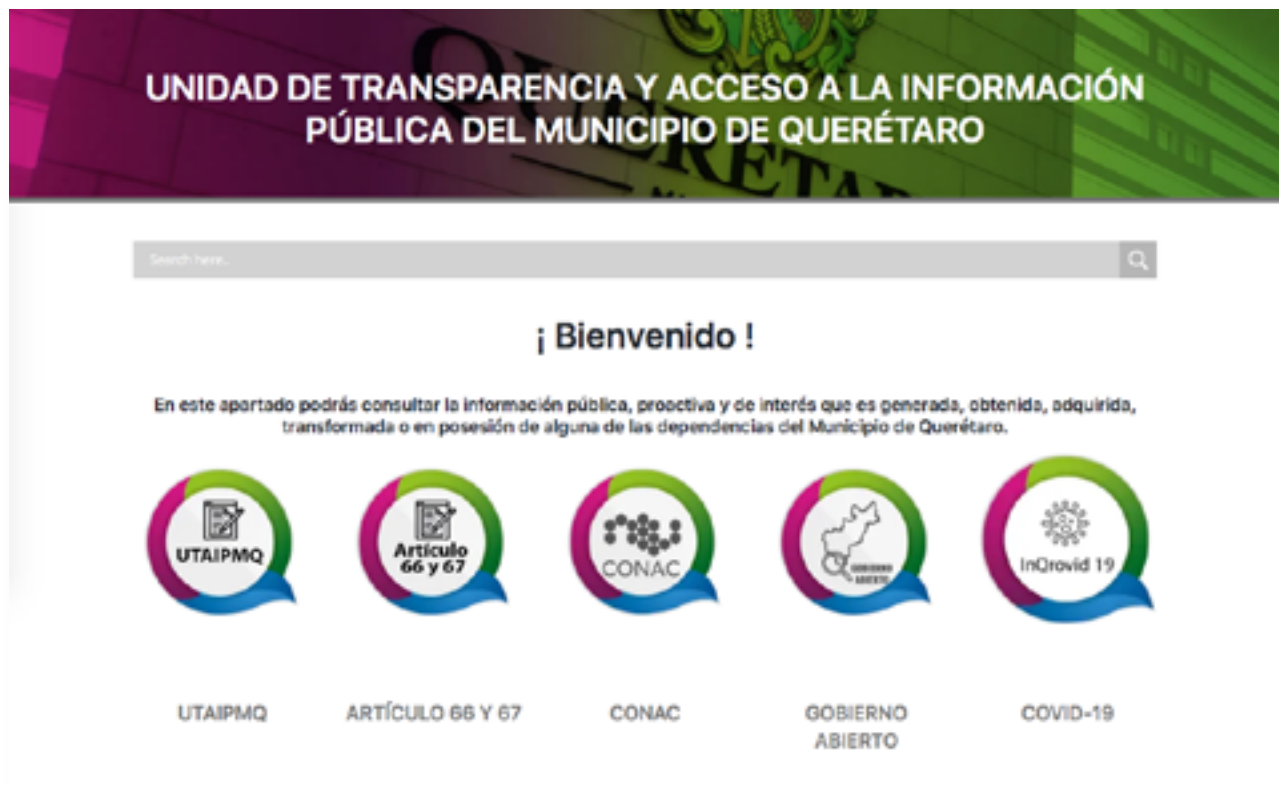 UNIDAD DE TRANSPARENCIA Y ACCESO A LA INFORMACIÓN
PÚBLICA DEL MUNICIPIO DE QUERÉTARO
QUERETAR
Search here..
¡ Bienvenido !
En este apartado podrás consultar la información pública, proactiva y de interés que es generada, obtenida, adquirida,
transformada o en posesión de alguna de las dependencias del Municipio de Querétaro.
UTAIPMQ
Artículo
66 y 67
CONAC
GOBIERNO
ABIERTO
InQrovid 19
UTAIPMQ
ARTÍCULO 66 Y 67
CONAC
GOBIERNO
ABIERTO
COVID-19